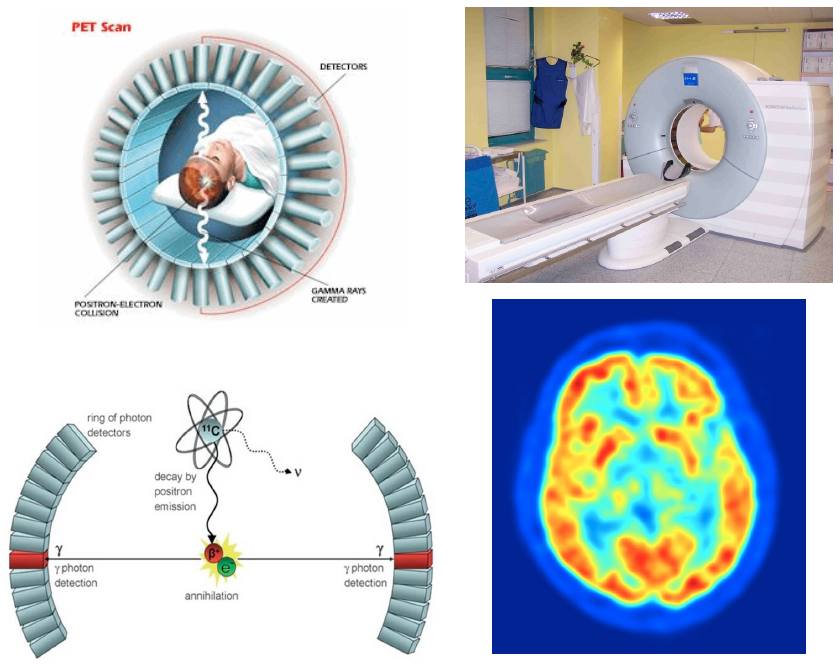 PET Scan
DETECTORS
POSITRON-ELECTRON
COLLISION
GAMMA RAYS
CREATED
ring of photon
detectors
¹¹C
ν
decay by
positron
emission
γ
γ
β⁺
e⁻
γ photon
detection
γ photon
detection
annihilation